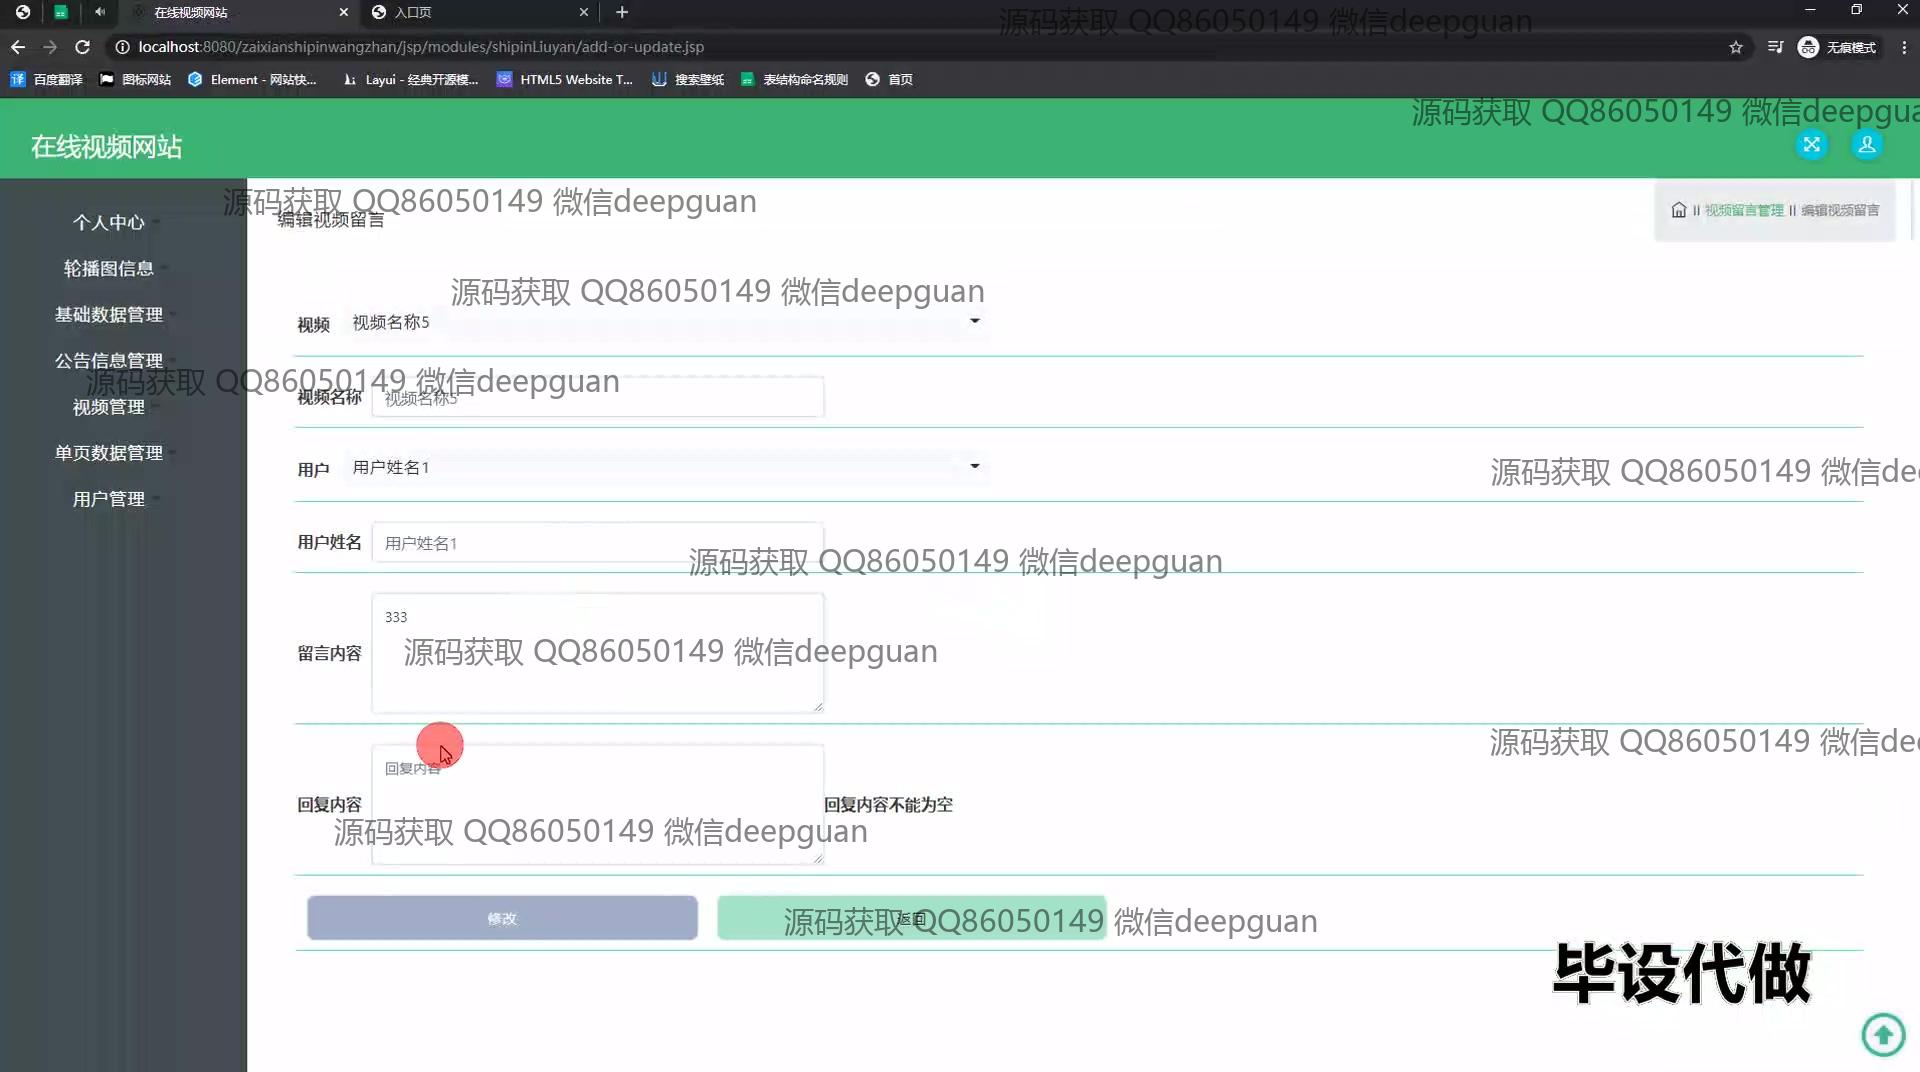 在线视频网站
入口页
源码获取 QQ86050149 微信deepguan
localhost:8080/zaixianshipinwangzhan/jsp/modules/shipinLiuyan/add-or-update.jsp
无痕模式
百度翻译
图标网站
Element - 网站快...
Layui - 经典开源模...
HTML5 Website T...
搜索壁纸
表结构命名规则
首页
源码获取 QQ86050149 微信deepgua
在线视频网站
源码获取 QQ86050149 微信deepguan
编辑视频留言
视频留言管理
编辑视频留言
个人中心
轮播图信息
基础数据管理
公告信息管理
视频管理
单页数据管理
用户管理
源码获取 QQ86050149 微信deepguan
视频 视频名称5
源码获取 QQ86050149 微信deepguan
视频名称 视频名称5
用户 用户姓名1
源码获取 QQ86050149 微信dee
用户姓名 用户姓名1
源码获取 QQ86050149 微信deepguan
留言内容 333
源码获取 QQ86050149 微信deepguan
源码获取 QQ86050149 微信dee
回复内容 回复内容
回复内容不能为空
源码获取 QQ86050149 微信deepguan
修改
返回
源码获取 QQ86050149 微信deepguan
毕设代做